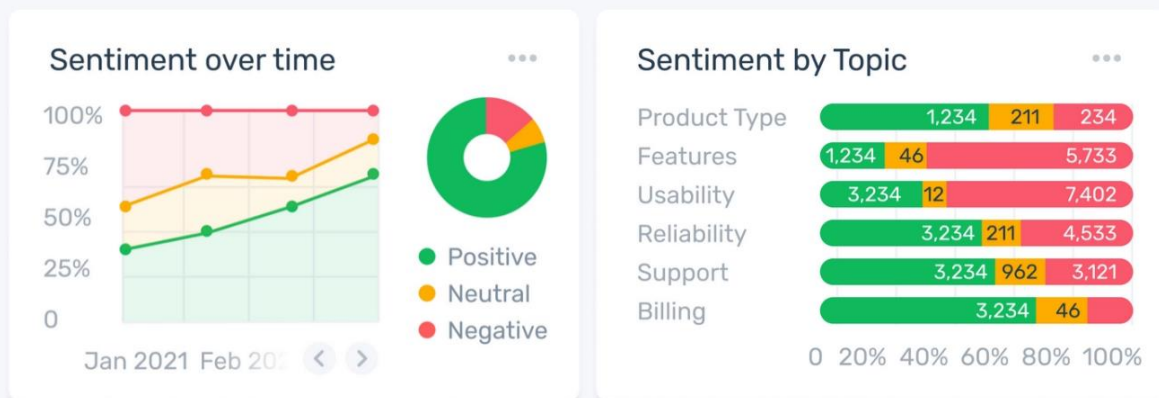 Sentiment over time
100%
75%
50%
25%
0
Jan 2021 Feb
Positive
Neutral
Negative
Sentiment by Topic
Product Type 1,234 211 234
Features 1,234 46 5,733
Usability 3,234 12 7,402
Reliability 3,234 211 4,533
Support 3,234 962 3,121
Billing 3,234 46
0 20% 40% 60% 80% 100%